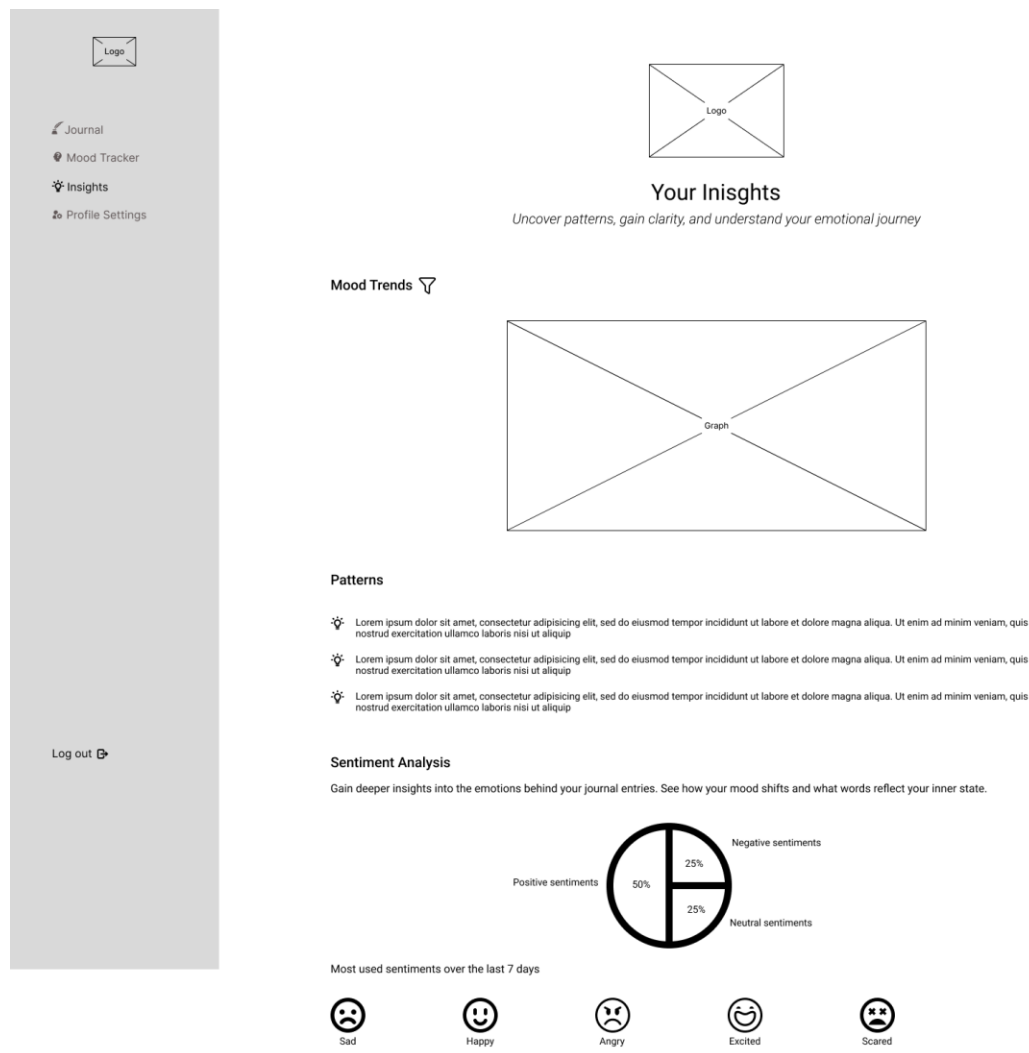 Logo
Journal
Mood Tracker
Insights
Profile Settings
Log out
Logo
Your Inisghts
Uncover patterns, gain clarity, and understand your emotional journey
Mood Trends
Graph
Patterns
Lorem ipsum dolor sit amet, consectetur adipisicing elit, sed do eiusmod tempor incididunt ut labore et dolore magna aliqua. Ut enim ad minim veniam, quis
nostrud exercitation ullamco laboris nisi ut aliquip
Lorem ipsum dolor sit amet, consectetur adipisicing elit, sed do eiusmod tempor incididunt ut labore et dolore magna aliqua. Ut enim ad minim veniam, quis
nostrud exercitation ullamco laboris nisi ut aliquip
Lorem ipsum dolor sit amet, consectetur adipisicing elit, sed do eiusmod tempor incididunt ut labore et dolore magna aliqua. Ut enim ad minim veniam, quis
nostrud exercitation ullamco laboris nisi ut aliquip
Sentiment Analysis
Gain deeper insights into the emotions behind your journal entries. See how your mood shifts and what words reflect your inner state.
Negative sentiments
25%
Positive sentiments
50%
25%
Neutral sentiments
Most used sentiments over the last 7 days
Sad
Happy
Angry
Excited
Scared